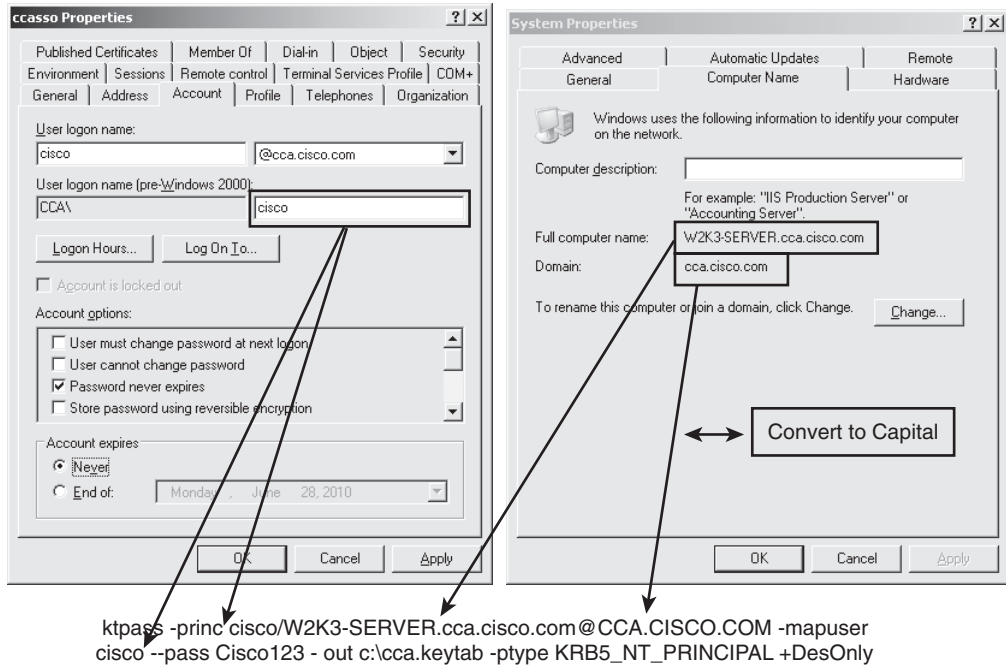 ccasso Properties
Published Certificates Member Of Dial-in Object Security
Environment Sessions Remote control Terminal Services Profile COM+
General Address Account Profile Telephones Organization
User logon name:
cisco @cca.cisco.com
User logon name (pre-Windows 2000):
CCA\ cisco
Logon Hours... Log On To...
Account is locked out
Account options:
User must change password at next logon
User cannot change password
Password never expires
Store password using reversible encryption
Account expires
Never
End of: Monday , June 28, 2010
OK Cancel Apply
System Properties
Advanced Automatic Updates Remote
General Computer Name Hardware
Windows uses the following information to identify your computer
on the network.
Computer description:
For example: "IIS Production Server" or
"Accounting Server".
Full computer name: W2K3-SERVER.cca.cisco.com
Domain: cca.cisco.com
To rename this computer or join a domain, click Change. Change...
Convert to Capital
OK Cancel Apply
ktpass -princ cisco/W2K3-SERVER.cca.cisco.com@CCA.CISCO.COM -mapuser
cisco --pass Cisco123 - out c:\cca.keytab -ptype KRB5_NT_PRINCIPAL +DesOnly